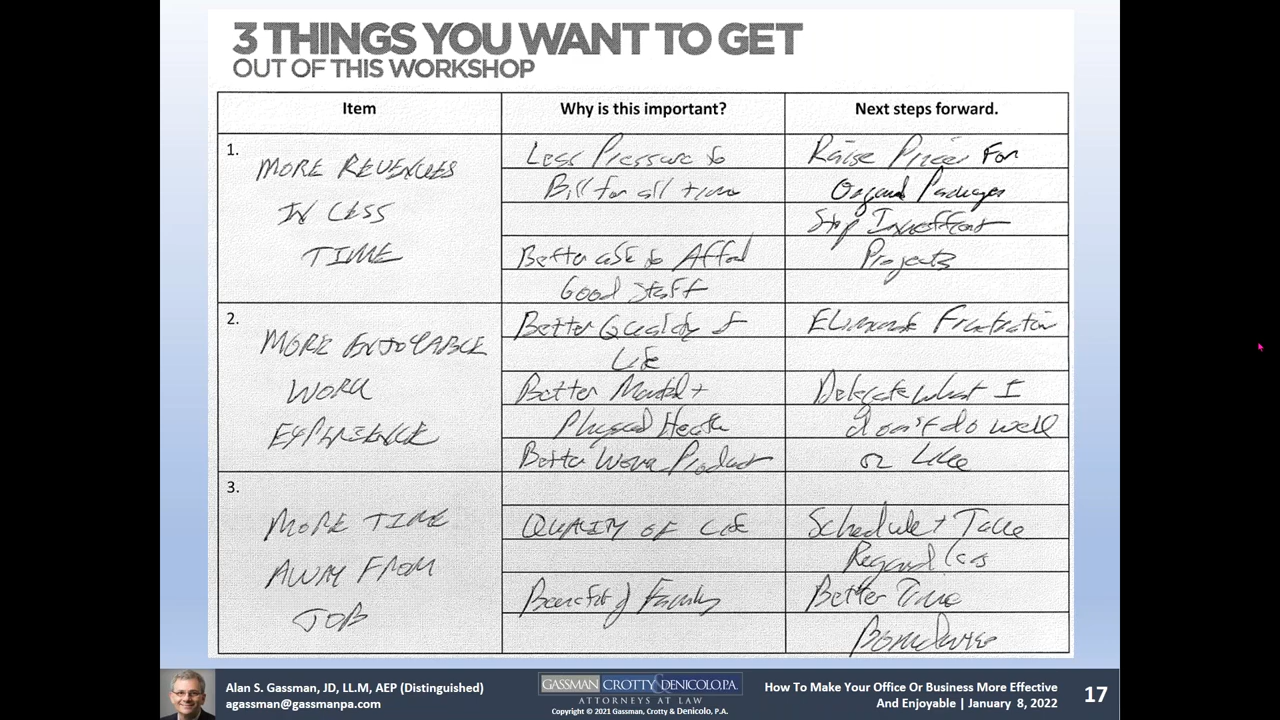 3 THINGS YOU WANT TO GET
OUT OF THIS WORKSHOP
Item
Why is this important?
Next steps forward.
1.
MORE REVENUES
IN LESS
TIME
Less Pressure to
Bill for all time
Better able to Afford
Good Staff
Raise Prices For
Packages
Stop Inefficient
Projects
2.
MORE ENJOYABLE
WORK
EXPERIENCE
Better Quality of
Life
Better Mental +
Physical Health
Better Work Product
Eliminate Frustration
Delegate what I
don't do well
or Like
3.
MORE TIME
AWAY FROM
JOB
QUALITY OF LIFE
Benefit of Family
Schedule + Take
Regardless
Better Time
Boundaries
Alan S. Gassman, JD, LL.M, AEP (Distinguished)
agassman@gassmanpa.com
GASSMAN CROTTY & DENICOLO, P.A.
ATTORNEYS AT LAW
Copyright © 2021 Gassman, Crotty & Denicolo, P.A.
How To Make Your Office Or Business More Effective
And Enjoyable | January 8, 2022
17